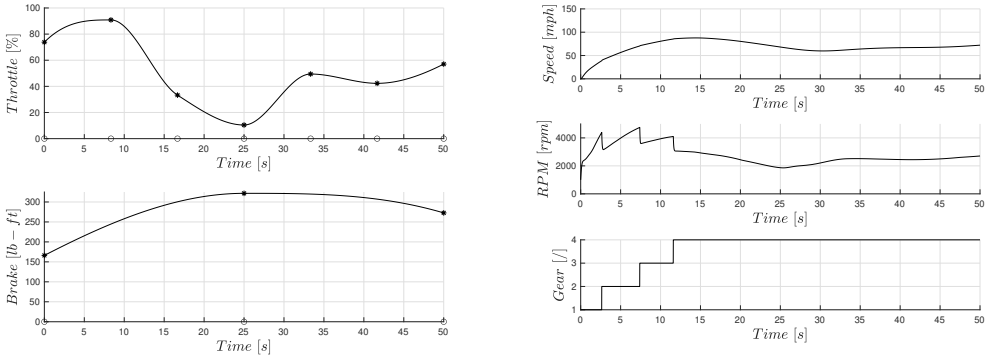 100
80
60
40
20
0
Throttle [%]
0 5 10 15 20 25 30 35 40 45 50
Time [s]
300
250
200
150
100
50
0
Brake [lb − ft]
0 5 10 15 20 25 30 35 40 45 50
Time [s]
150
100
50
0
Speed [mph]
0 5 10 15 20 25 30 35 40 45 50
Time [s]
4000
2000
0
RPM [rpm]
0 5 10 15 20 25 30 35 40 45 50
Time [s]
4
3
2
1
Gear [/]
0 5 10 15 20 25 30 35 40 45 50
Time [s]